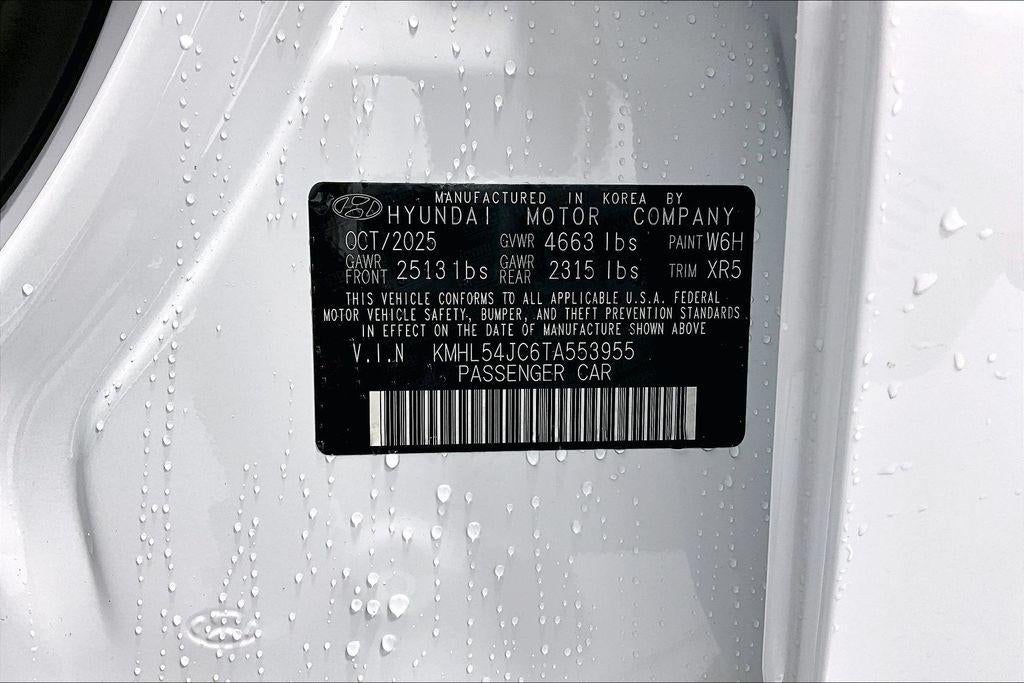 MANUFACTURED IN KOREA BY
HYUNDAI MOTOR COMPANY
OCT/2025 GVWR 4663 lbs PAINT W6H
GAWR FRONT 2513 lbs GAWR REAR 2315 lbs TRIM XR5
THIS VEHICLE CONFORMS TO ALL APPLICABLE U.S.A. FEDERAL
MOTOR VEHICLE SAFETY, BUMPER, AND THEFT PREVENTION STANDARDS
IN EFFECT ON THE DATE OF MANUFACTURE SHOWN ABOVE
V.I.N KMHL54JC6TA553955
PASSENGER CAR